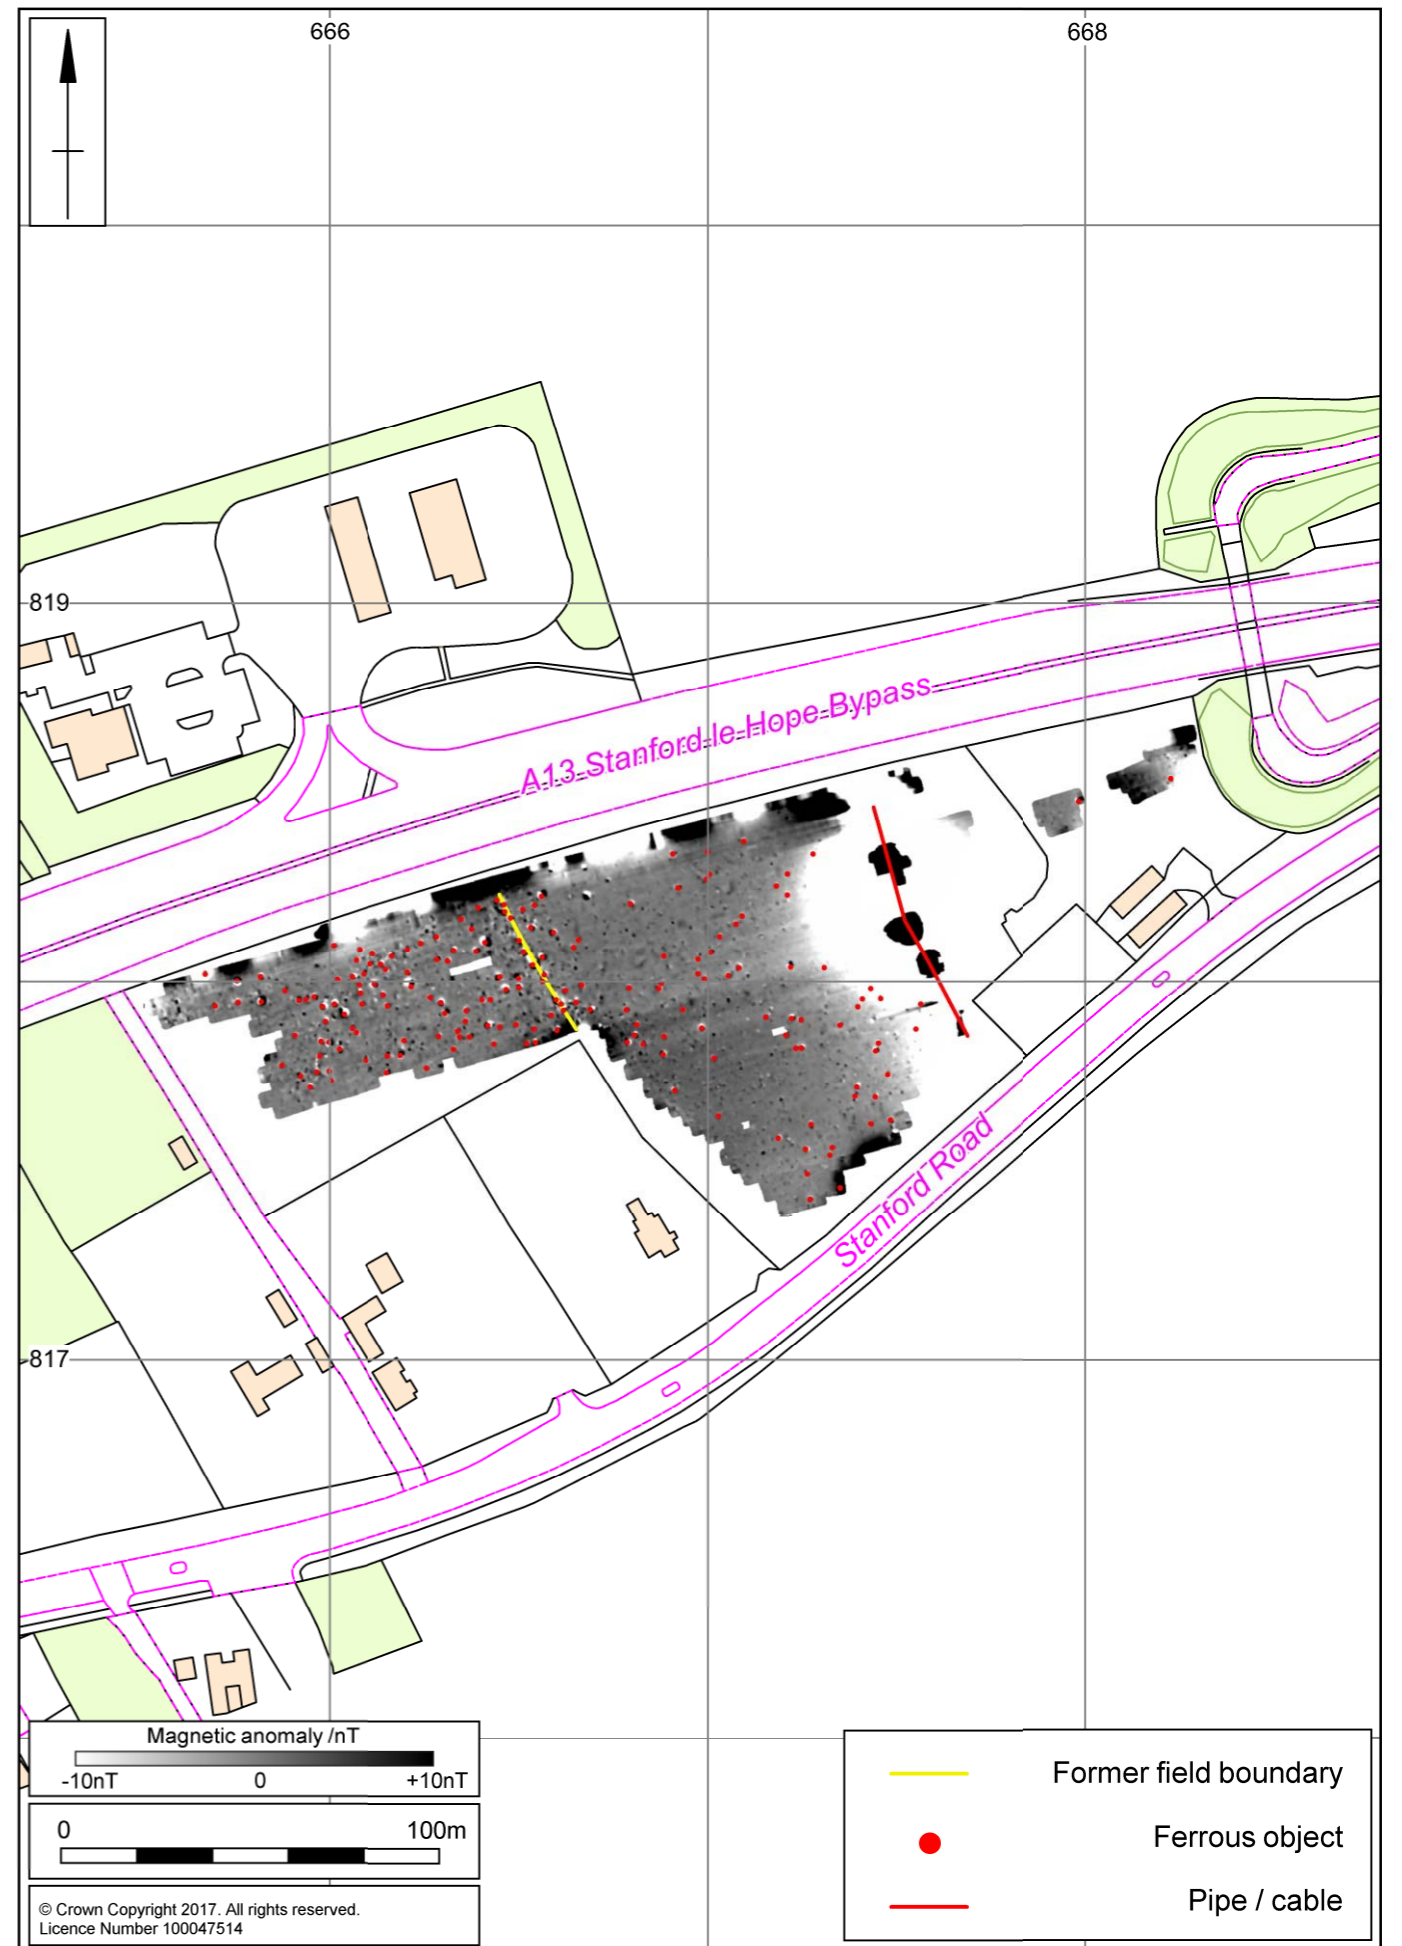 666
668
819
A13 Stanford le Hope Bypass
Stanford Road
817
Magnetic anomaly /nT
-10nT 0 +10nT
0 100m
© Crown Copyright 2017. All rights reserved.
Licence Number 100047514
Former field boundary
Ferrous object
Pipe / cable